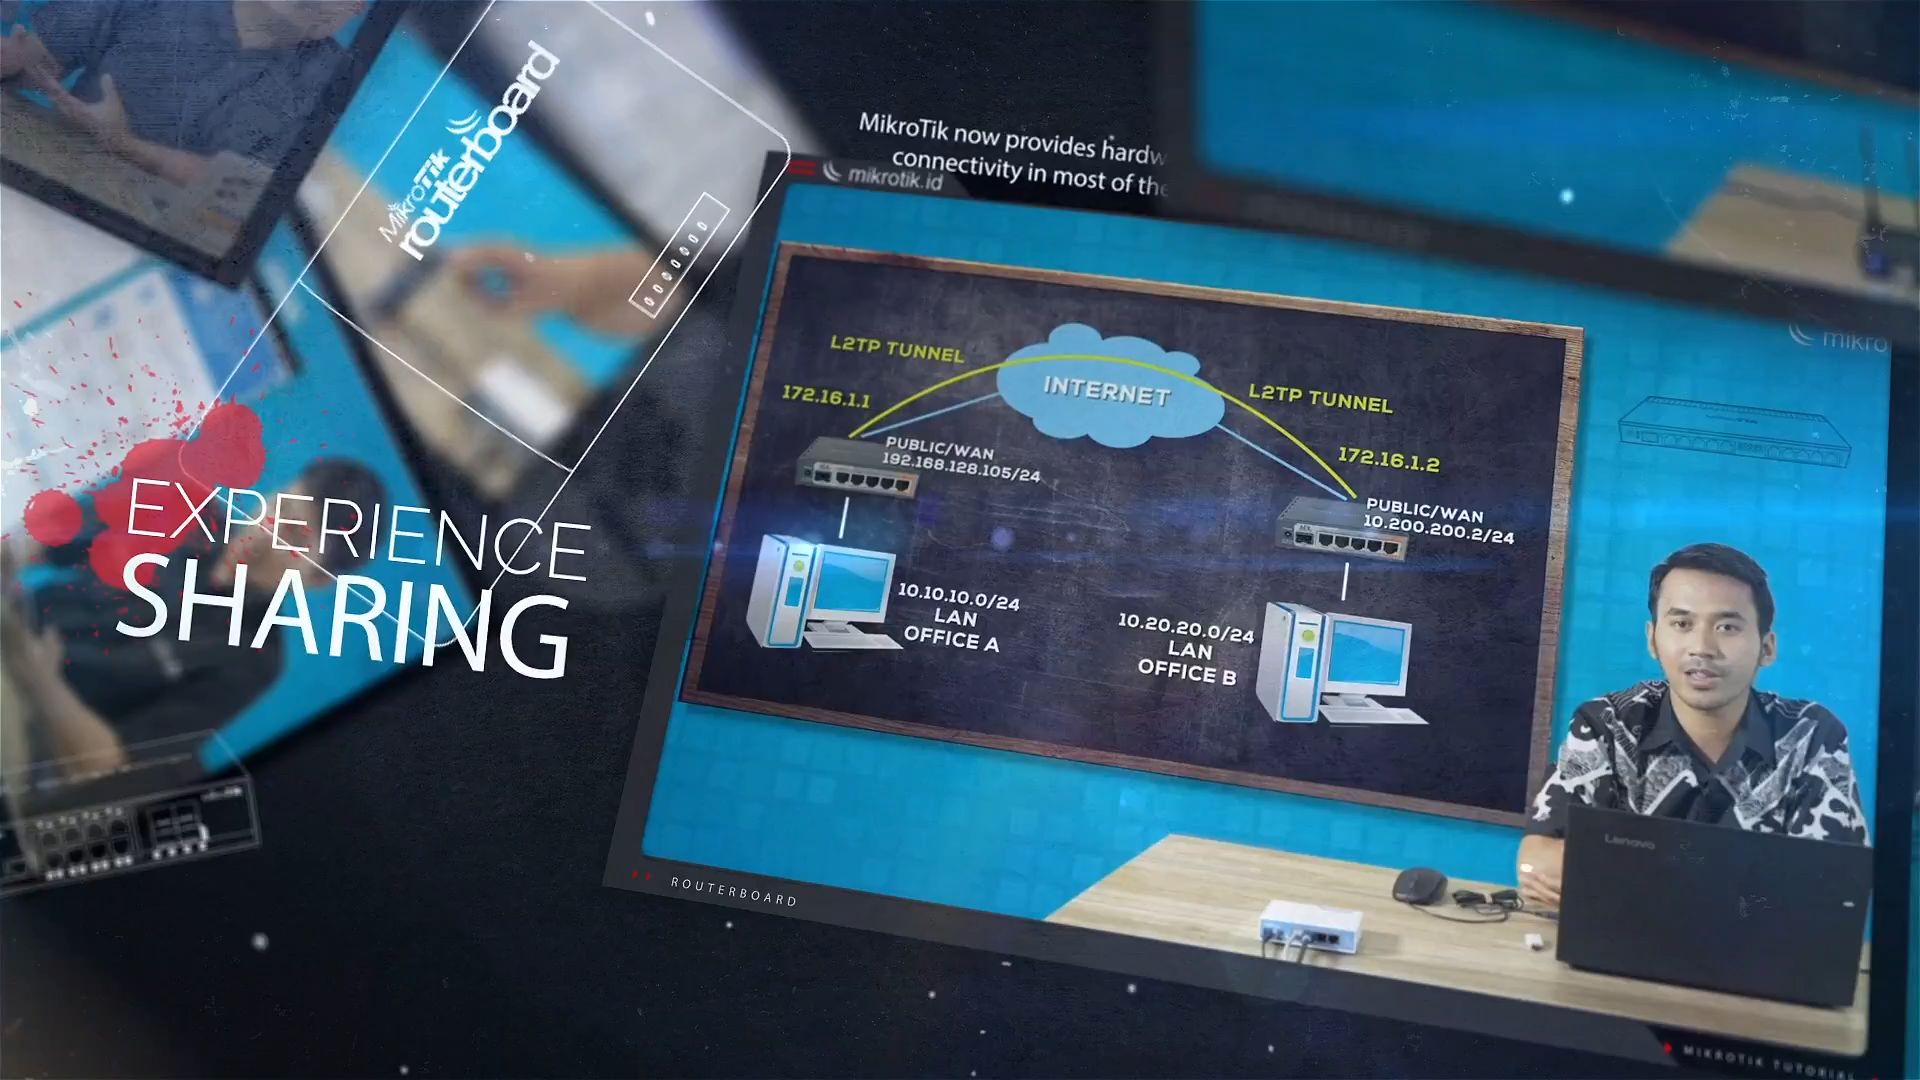 MikroTik
routerboard
MikroTik now provides
connectivity in most of the
mikrotik.id
L2TP TUNNEL
172.16.1.1
INTERNET
L2TP TUNNEL
172.16.1.2
PUBLIC/WAN
192.168.128.105/24
PUBLIC/WAN
10.200.200.2/24
10.10.10.0/24
LAN
OFFICE A
10.20.20.0/24
LAN
OFFICE B
EXPERIENCE
SHARING
mikro
Lenovo
ROUTERBOARD
MIKROTIK TUTORIAL